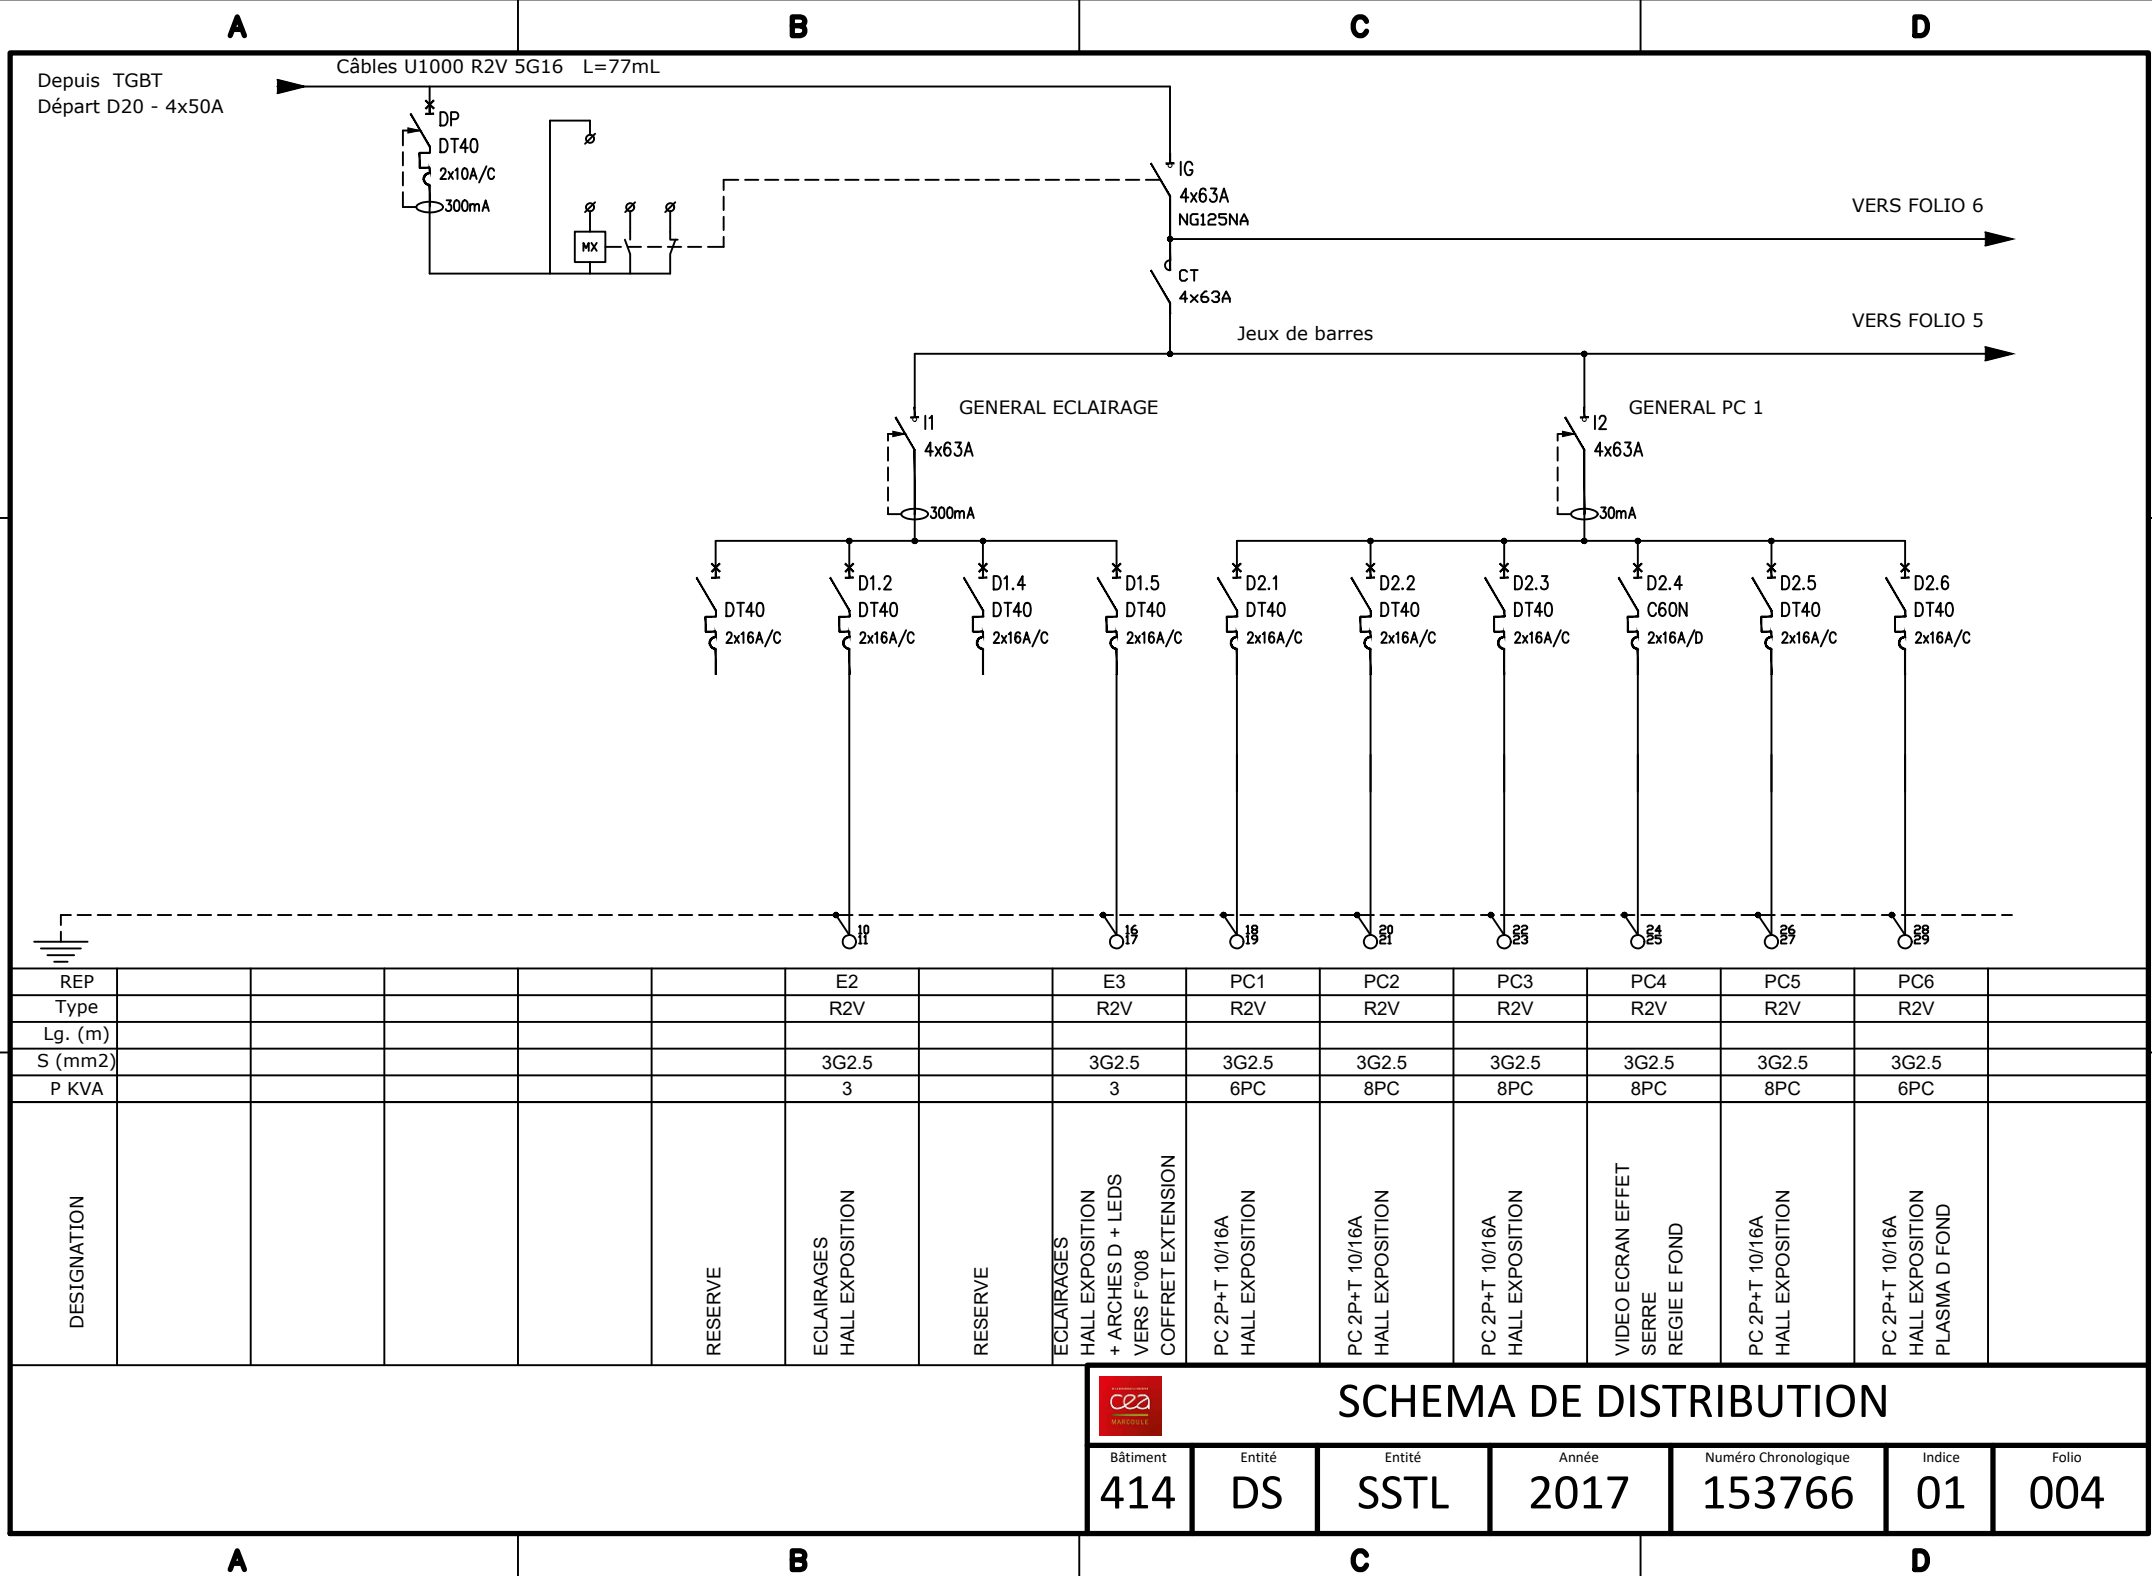 A
B
C
D
Depuis TGBT
Départ D20 - 4x50A
Câbles U1000 R2V 5G16 L=77mL
DP
DT40
2x10A/C
300mA
MX
IG
4x63A
NG125NA
VERS FOLIO 6
CT
4x63A
Jeux de barres
VERS FOLIO 5
GENERAL ECLAIRAGE
I1
4x63A
300mA
GENERAL PC 1
I2
4x63A
30mA
DT40
2x16A/C
D1.2
DT40
2x16A/C
D1.4
DT40
2x16A/C
D1.5
DT40
2x16A/C
D2.1
DT40
2x16A/C
D2.2
DT40
2x16A/C
D2.3
DT40
2x16A/C
D2.4
C60N
2x16A/D
D2.5
DT40
2x16A/C
D2.6
DT40
2x16A/C
10
11
16
17
18
19
20
21
22
23
24
25
26
27
28
29
REP E2 E3 PC1 PC2 PC3 PC4 PC5 PC6
Type R2V R2V R2V R2V R2V R2V R2V R2V
Lg. (m)
S (mm2) 3G2.5 3G2.5 3G2.5 3G2.5 3G2.5 3G2.5 3G2.5 3G2.5
P KVA 3 3 6PC 8PC 8PC 8PC 8PC 6PC
DESIGNATION
RESERVE
ECLAIRAGES
HALL EXPOSITION
RESERVE
ECLAIRAGES
HALL EXPOSITION
+ ARCHES D + LEDS
VERS F°008
COFFRET EXTENSION
PC 2P+T 10/16A
HALL EXPOSITION
PC 2P+T 10/16A
HALL EXPOSITION
PC 2P+T 10/16A
HALL EXPOSITION
VIDEO ECRAN EFFET
SERRE
REGIE E FOND
PC 2P+T 10/16A
HALL EXPOSITION
PC 2P+T 10/16A
HALL EXPOSITION
PLASMA D FOND
cea
MARCOULE
SCHEMA DE DISTRIBUTION
Bâtiment
414
Entité
DS
Entité
SSTL
Année
2017
Numéro Chronologique
153766
Indice
01
Folio
004
A
B
C
D